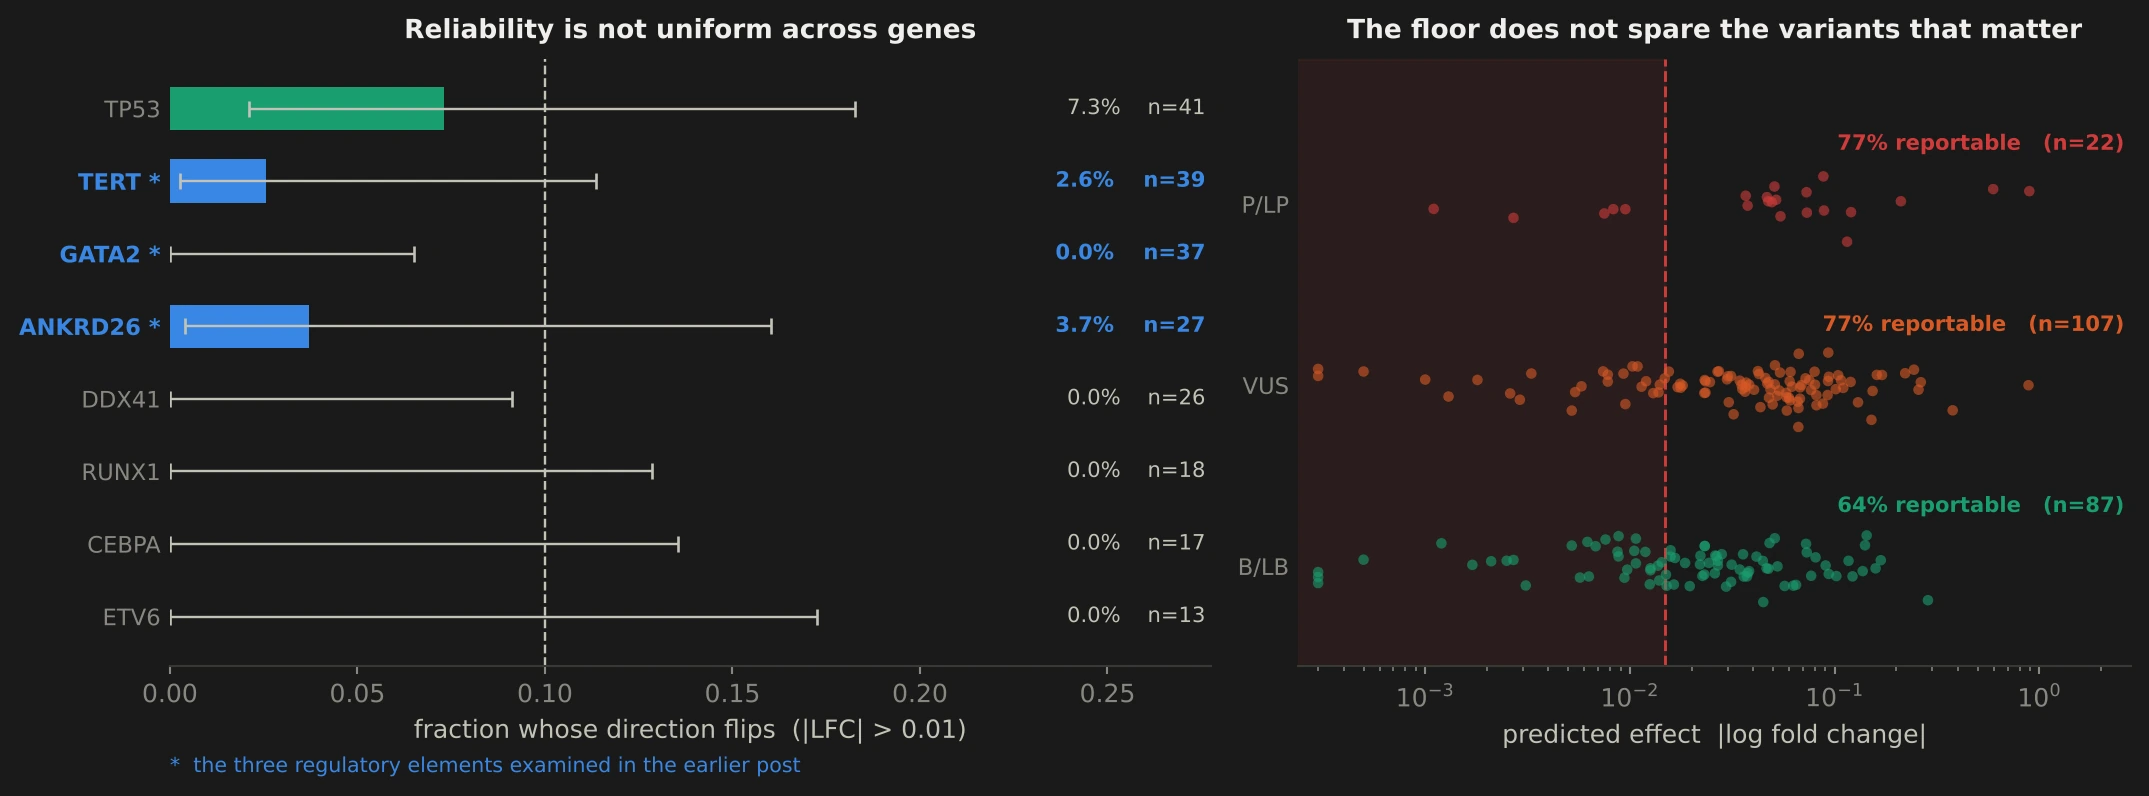 Reliability is not uniform across genes
TP53 7.3% n=41
TERT * 2.6% n=39
GATA2 * 0.0% n=37
ANKRD26 * 3.7% n=27
DDX41 0.0% n=26
RUNX1 0.0% n=18
CEBPA 0.0% n=17
ETV6 0.0% n=13
0.00 0.05 0.10 0.15 0.20 0.25
fraction whose direction flips (|LFC| > 0.01)
* the three regulatory elements examined in the earlier post
The floor does not spare the variants that matter
77% reportable (n=22)
P/LP
77% reportable (n=107)
VUS
64% reportable (n=87)
B/LB
10⁻³ 10⁻² 10⁻¹ 10⁰
predicted effect |log fold change|